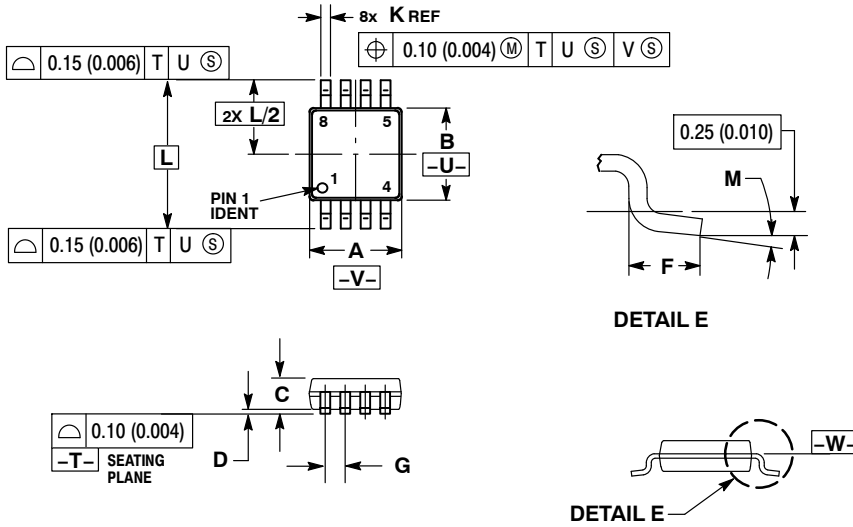 8x K REF
⌖ 0.10 (0.004) Ⓜ T U Ⓢ V Ⓢ
⌓ 0.15 (0.006) T U Ⓢ
2X L/2
8 5
L
B
–U–
PIN 1
IDENT
1
4
⌓ 0.15 (0.006) T U Ⓢ
A
–V–
0.25 (0.010)
M
F
DETAIL E
C
⌓ 0.10 (0.004)
–T– SEATING
PLANE
D
G
–W–
DETAIL E